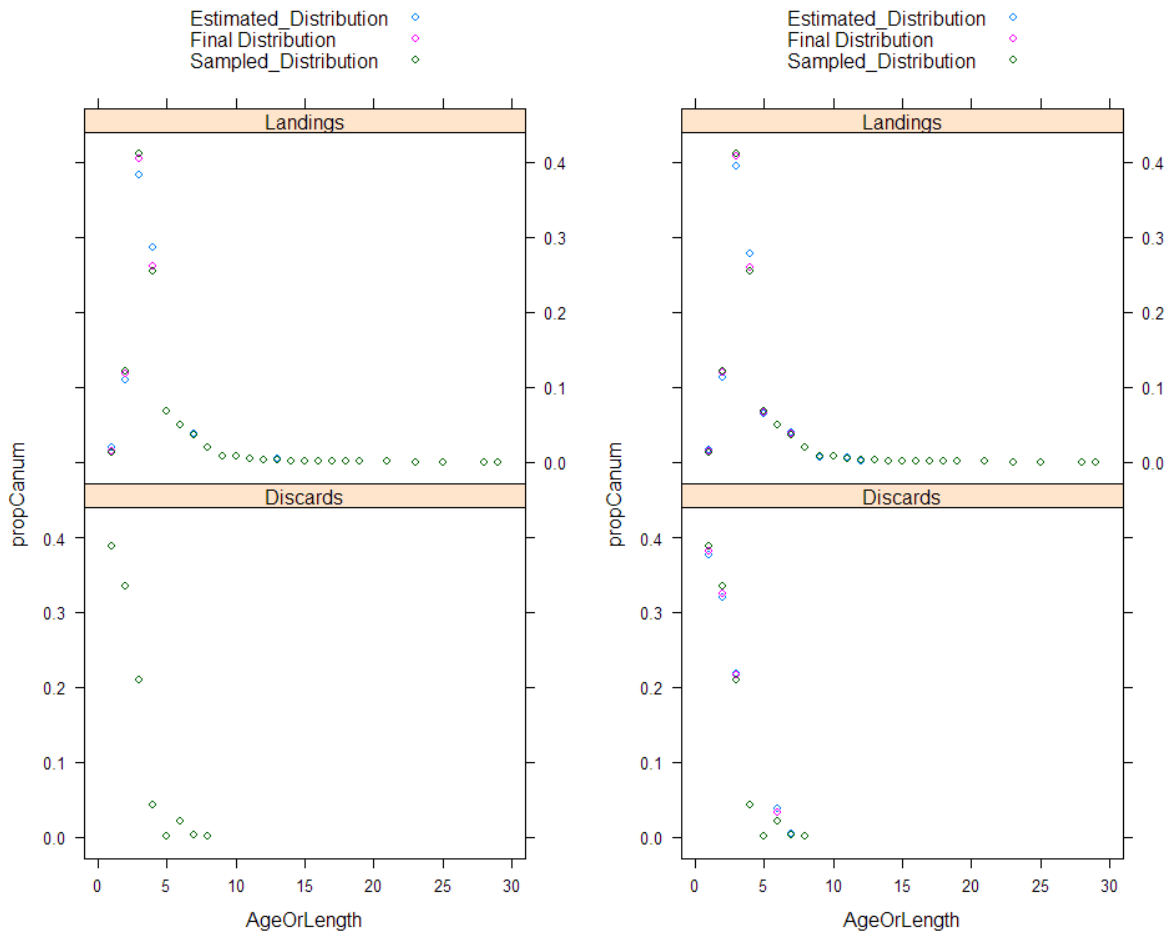 Estimated_Distribution
Final Distribution
Sampled_Distribution
Landings
0.4
0.3
0.2
0.1
0.0
Discards
0.4
0.3
0.2
0.1
0.0
propCanum
0 5 10 15 20 25 30
AgeOrLength
Estimated_Distribution
Final Distribution
Sampled_Distribution
Landings
0.4
0.3
0.2
0.1
0.0
Discards
0.4
0.3
0.2
0.1
0.0
propCanum
0 5 10 15 20 25 30
AgeOrLength